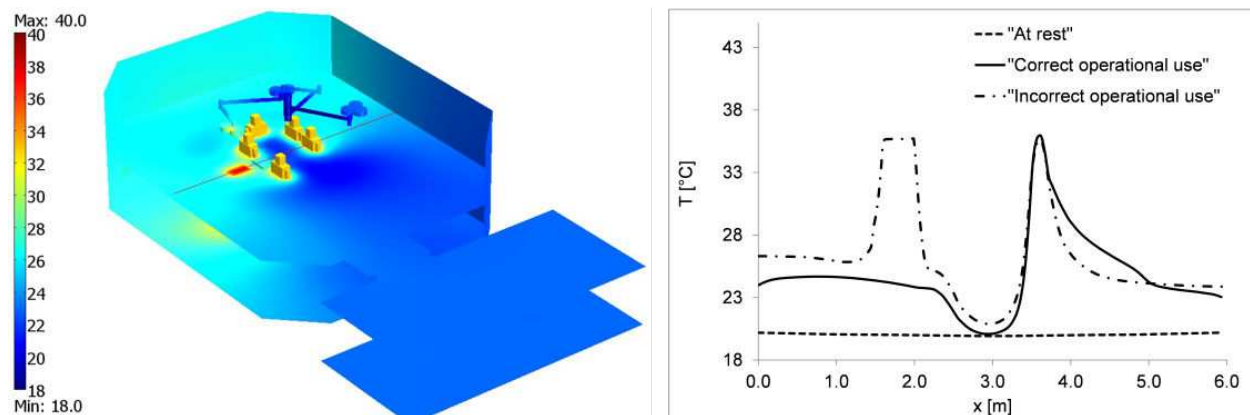 Max: 40.0
40
38
36
34
32
30
28
26
24
22
20
18
Min: 18.0
43
38
33
28
23
18
T [°C]
"At rest"
"Correct operational use"
"Incorrect operational use"
0.0 1.0 2.0 3.0 4.0 5.0 6.0
x [m]